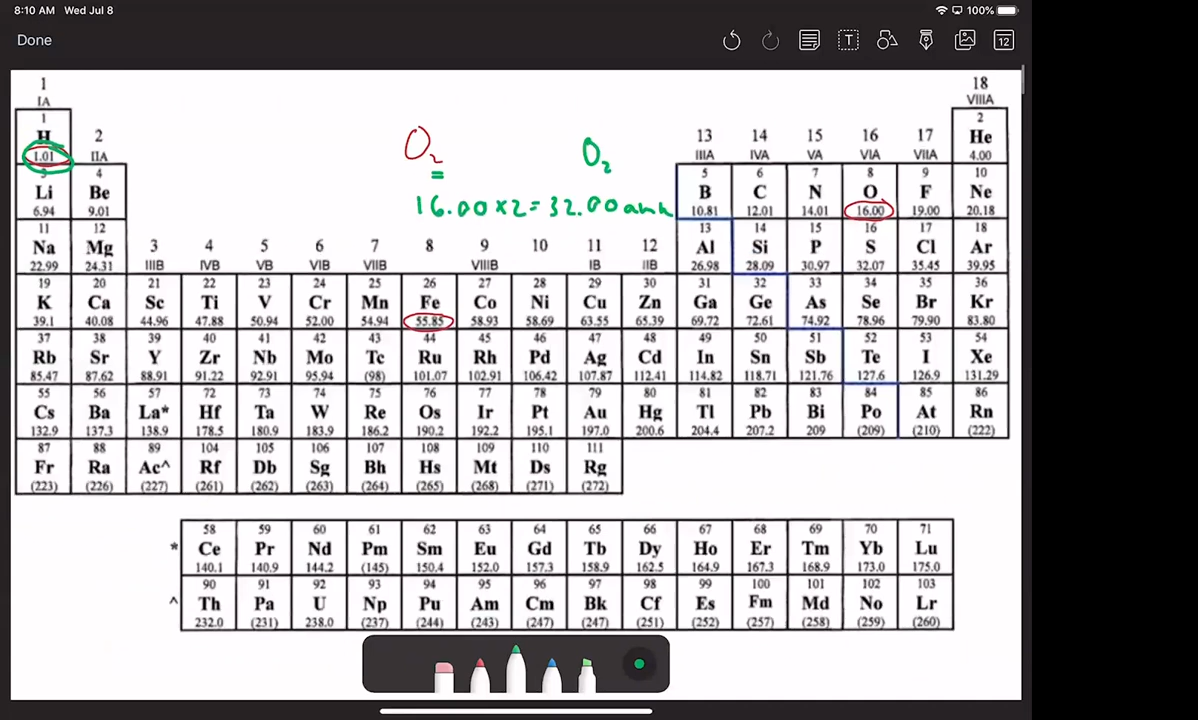 8:10 AM Wed Jul 8 100%
Done
T 12
1 18
IA VIIIA
1 2
H 2 O₂ O₂ 13 14 15 16 17 He
1.01 IIA IIIA IVA VA VIA VIIA 4.00
3 4 5 6 7 8 9 10
Li Be B C N O F Ne
6.94 9.01 16.00 x 2 = 32.00 amu 10.81 12.01 14.01 16.00 19.00 20.18
11 12 13 14 15 16 17 18
Na Mg 3 4 5 6 7 8 9 10 11 12 Al Si P S Cl Ar
22.99 24.31 IIIB IVB VB VIB VIIB VIIIB IB IIB 26.98 28.09 30.97 32.07 35.45 39.95
19 20 21 22 23 24 25 26 27 28 29 30 31 32 33 34 35 36
K Ca Sc Ti V Cr Mn Fe Co Ni Cu Zn Ga Ge As Se Br Kr
39.1 40.08 44.96 47.88 50.94 52.00 54.94 55.85 58.93 58.69 63.55 65.39 69.72 72.61 74.92 78.96 79.90 83.80
37 38 39 40 41 42 43 44 45 46 47 48 49 50 51 52 53 54
Rb Sr Y Zr Nb Mo Tc Ru Rh Pd Ag Cd In Sn Sb Te I Xe
85.47 87.62 88.91 91.22 92.91 95.94 (98) 101.07 102.91 106.42 107.87 112.41 114.82 118.71 121.76 127.6 126.9 131.29
55 56 57 72 73 74 75 76 77 78 79 80 81 82 83 84 85 86
Cs Ba La* Hf Ta W Re Os Ir Pt Au Hg Tl Pb Bi Po At Rn
132.9 137.3 138.9 178.5 180.9 183.9 186.2 190.2 192.2 195.1 197.0 200.6 204.4 207.2 209 (209) (210) (222)
87 88 89 104 105 106 107 108 109 110 111
Fr Ra Ac^ Rf Db Sg Bh Hs Mt Ds Rg
(223) (226) (227) (261) (262) (263) (264) (265) (268) (271) (272)
58 59 60 61 62 63 64 65 66 67 68 69 70 71
* Ce Pr Nd Pm Sm Eu Gd Tb Dy Ho Er Tm Yb Lu
140.1 140.9 144.2 (145) 150.4 152.0 157.3 158.9 162.5 164.9 167.3 168.9 173.0 175.0
90 91 92 93 94 95 96 97 98 99 100 101 102 103
^ Th Pa U Np Pu Am Cm Bk Cf Es Fm Md No Lr
232.0 (231) 238.0 (237) (244) (243) (247) (247) (251) (252) (257) (258) (259) (260)